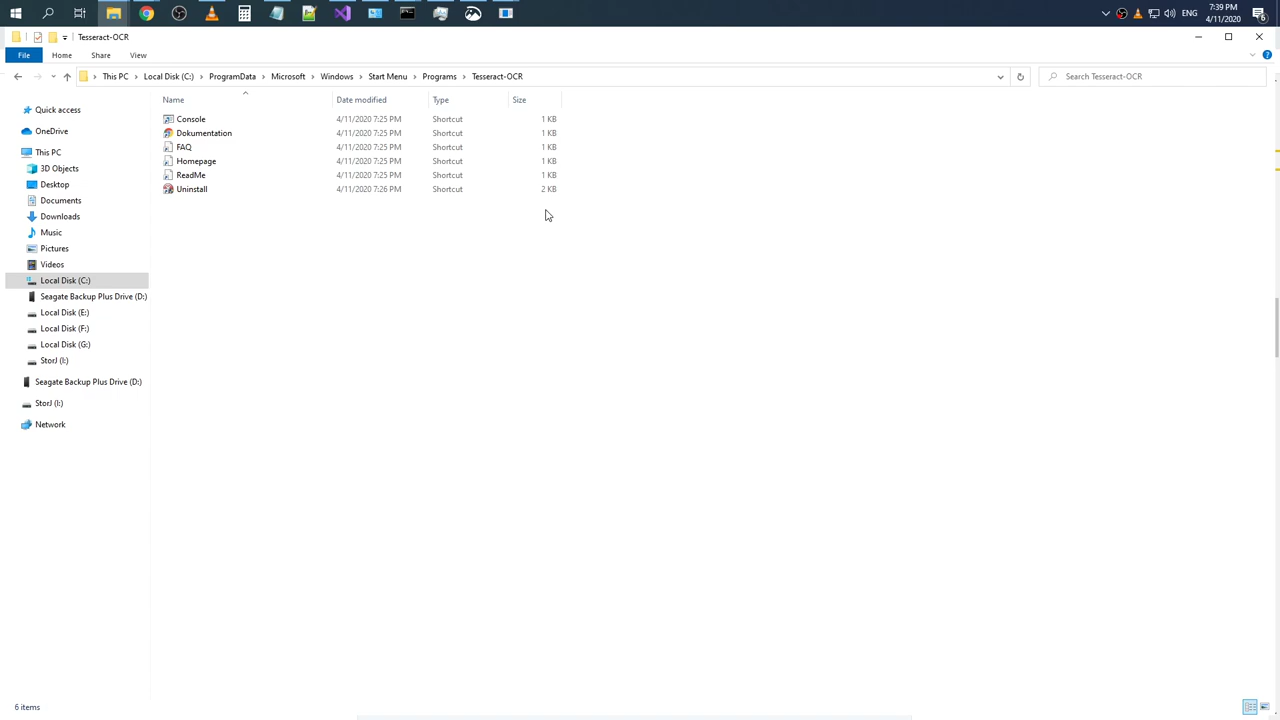 7:39 PM
ENG
4/11/2020
Tesseract-OCR
File Home Share View
This PC Local Disk (C:) ProgramData Microsoft Windows Start Menu Programs Tesseract-OCR
Search Tesseract-OCR
Name Date modified Type Size
Console 4/11/2020 7:25 PM Shortcut 1 KB
Dokumentation 4/11/2020 7:25 PM Shortcut 1 KB
FAQ 4/11/2020 7:25 PM Shortcut 1 KB
Homepage 4/11/2020 7:25 PM Shortcut 1 KB
ReadMe 4/11/2020 7:25 PM Shortcut 1 KB
Uninstall 4/11/2020 7:26 PM Shortcut 2 KB
Quick access
OneDrive
This PC
3D Objects
Desktop
Documents
Downloads
Music
Pictures
Videos
Local Disk (C:)
Seagate Backup Plus Drive (D:)
Local Disk (E:)
Local Disk (F:)
Local Disk (G:)
StorJ (I:)
Seagate Backup Plus Drive (D:)
StorJ (I:)
Network
6 items